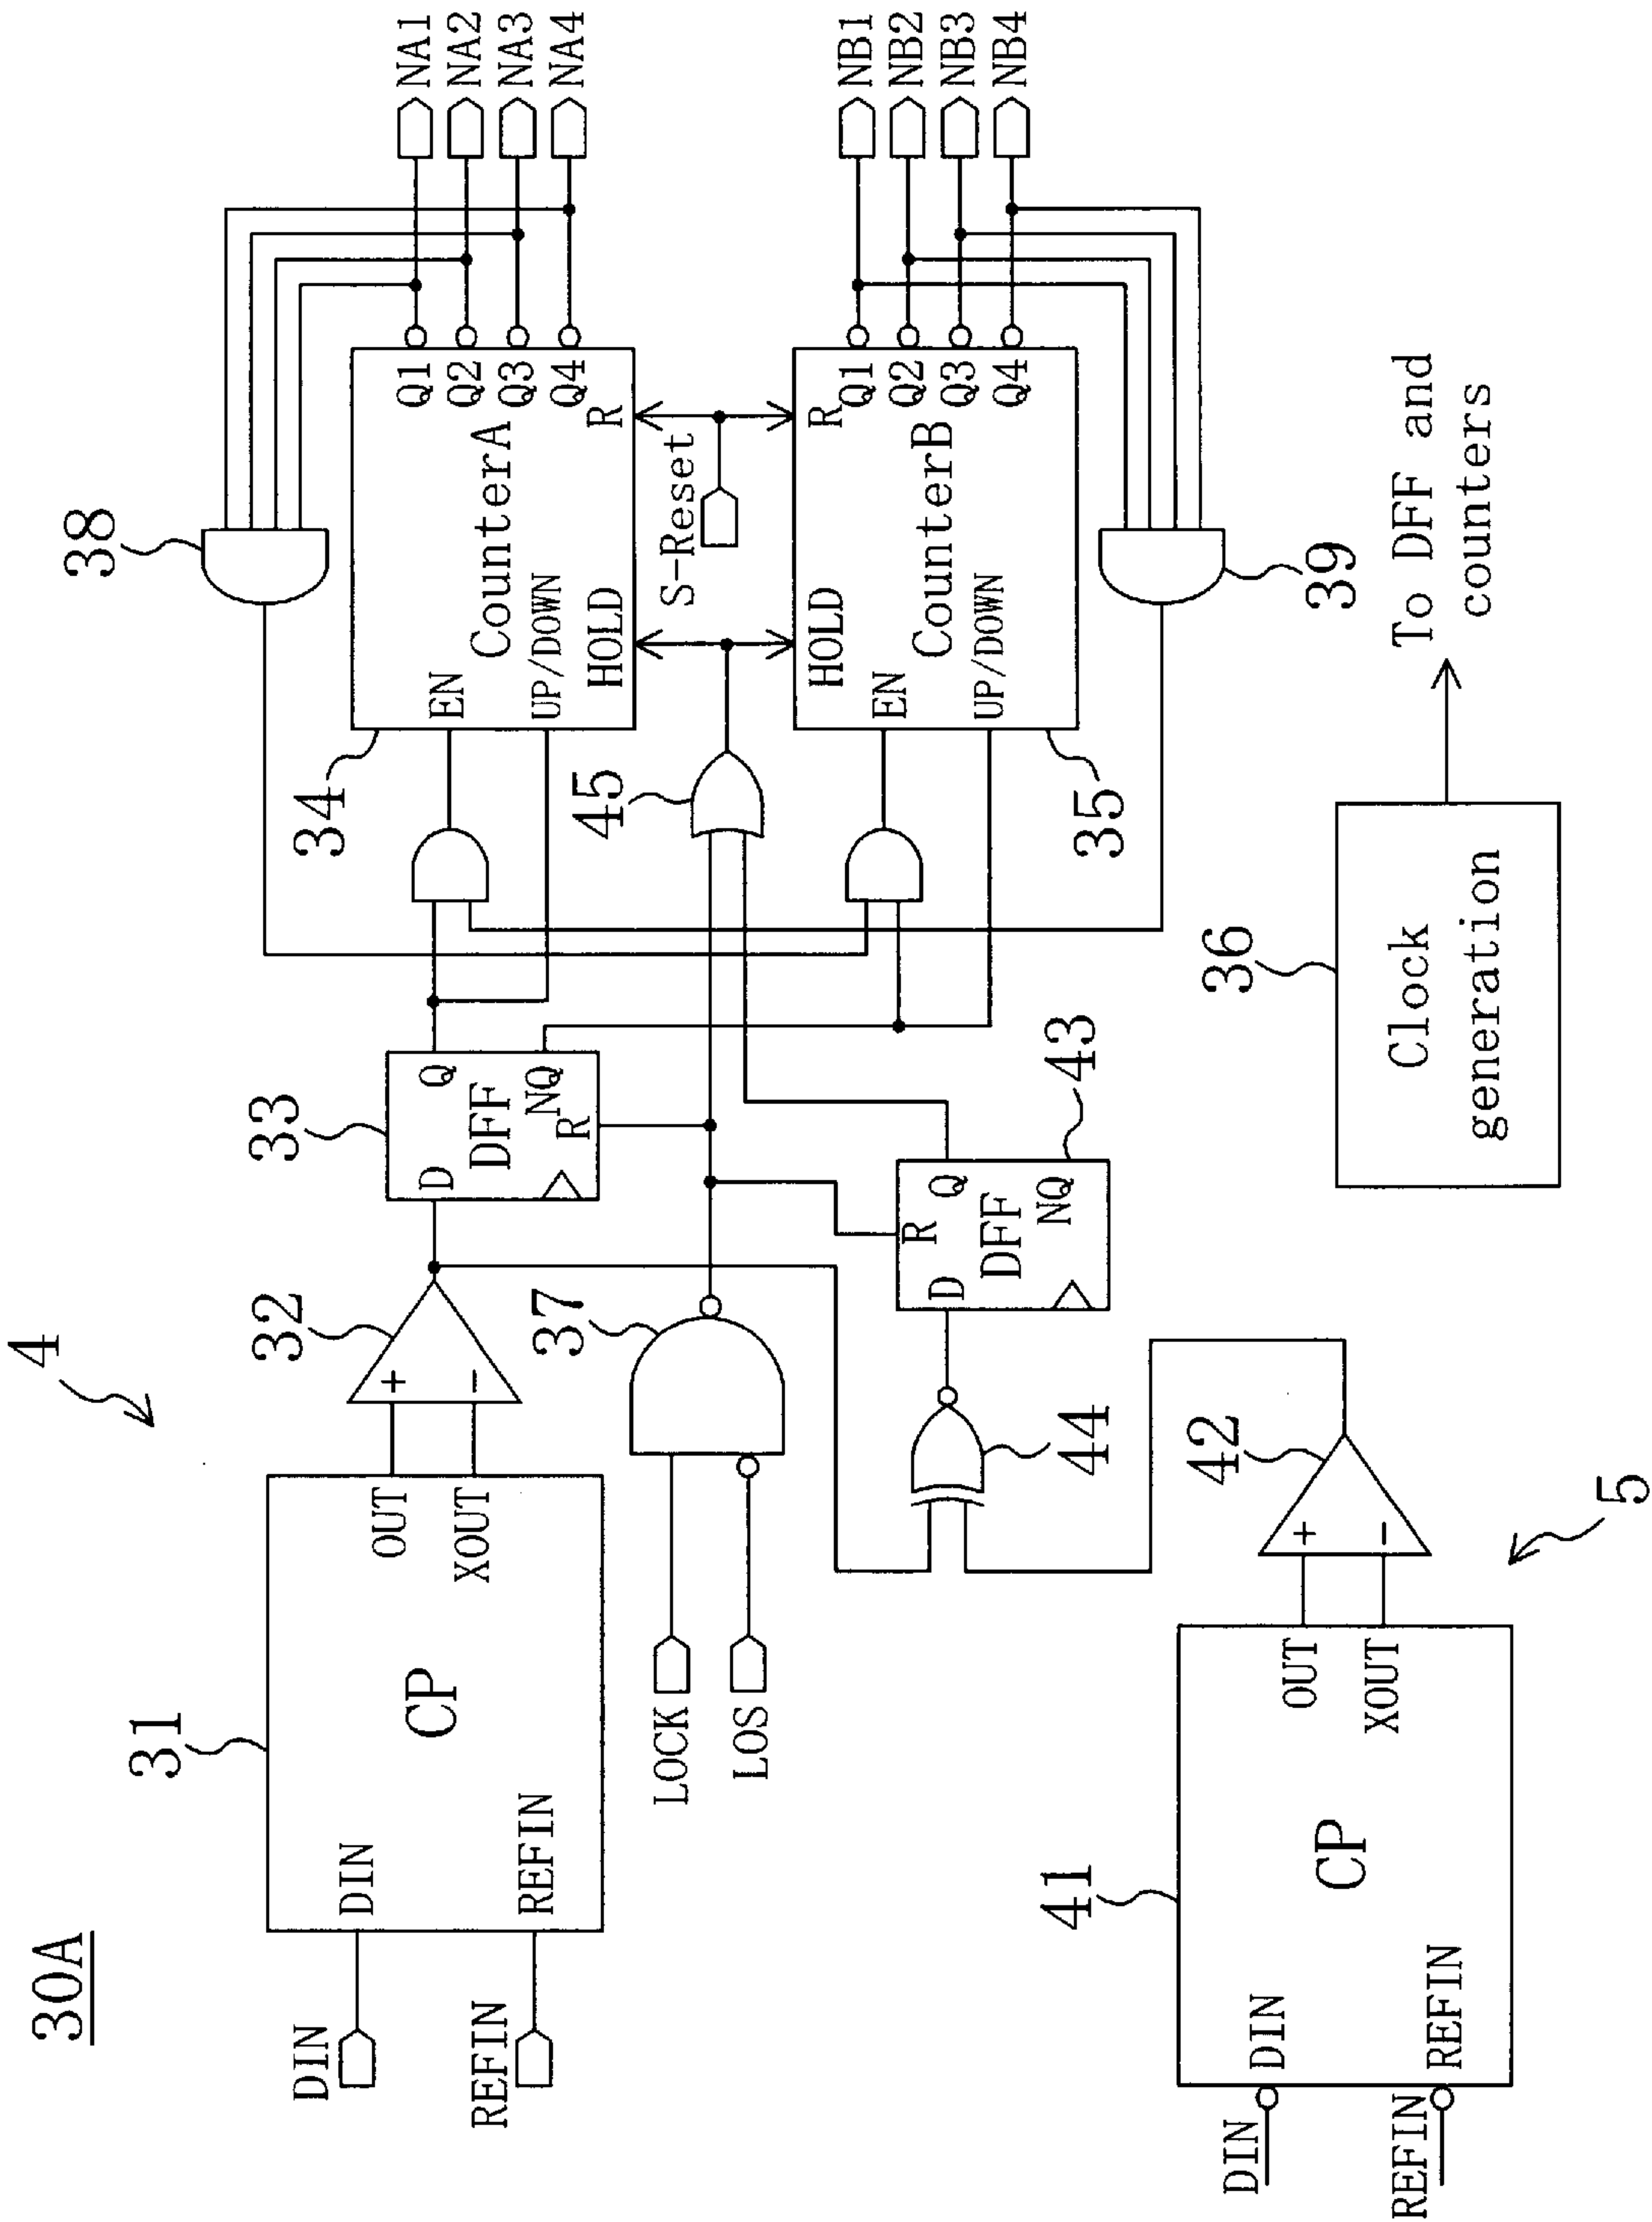 30A
4
DIN
REFIN
31
DIN
REFIN
CP
OUT
XOUT
32
33
D
DFF
Q
NQ
R
LOCK
LOS
37
34
EN
UP/DOWN
HOLD
CounterA
Q1
Q2
Q3
Q4
R
38
NA1
NA2
NA3
NA4
45
S-Reset
35
HOLD
EN
UP/DOWN
CounterB
R
Q1
Q2
Q3
Q4
39
NB1
NB2
NB3
NB4
43
R
D
DFF
Q
NQ
44
42
5
41
DIN
REFIN
DIN
REFIN
CP
OUT
XOUT
36
Clock
generation
To DFF and
counters